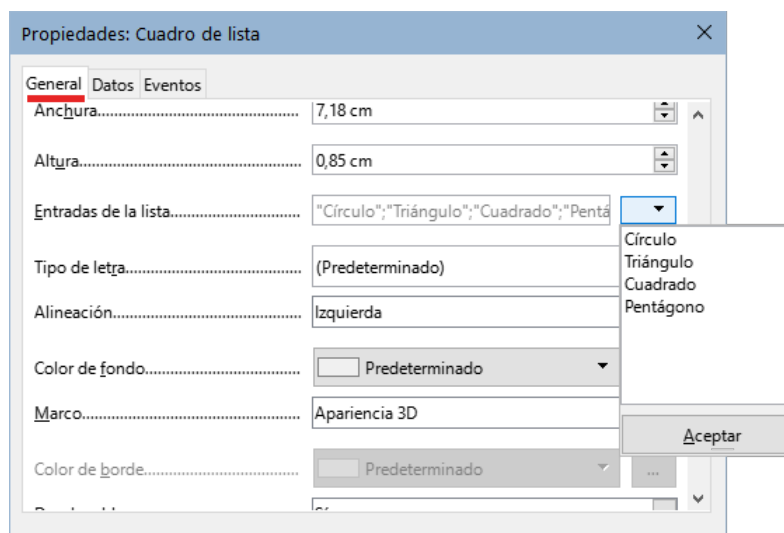 Propiedades: Cuadro de lista
General Datos Eventos
Anchura 7,18 cm
Altura 0,85 cm
Entradas de la lista "Círculo";"Triángulo";"Cuadrado";"Pentá
Círculo
Triángulo
Cuadrado
Pentágono
Aceptar
Tipo de letra (Predeterminado)
Alineación Izquierda
Color de fondo Predeterminado
Marco Apariencia 3D
Color de borde Predeterminado ...